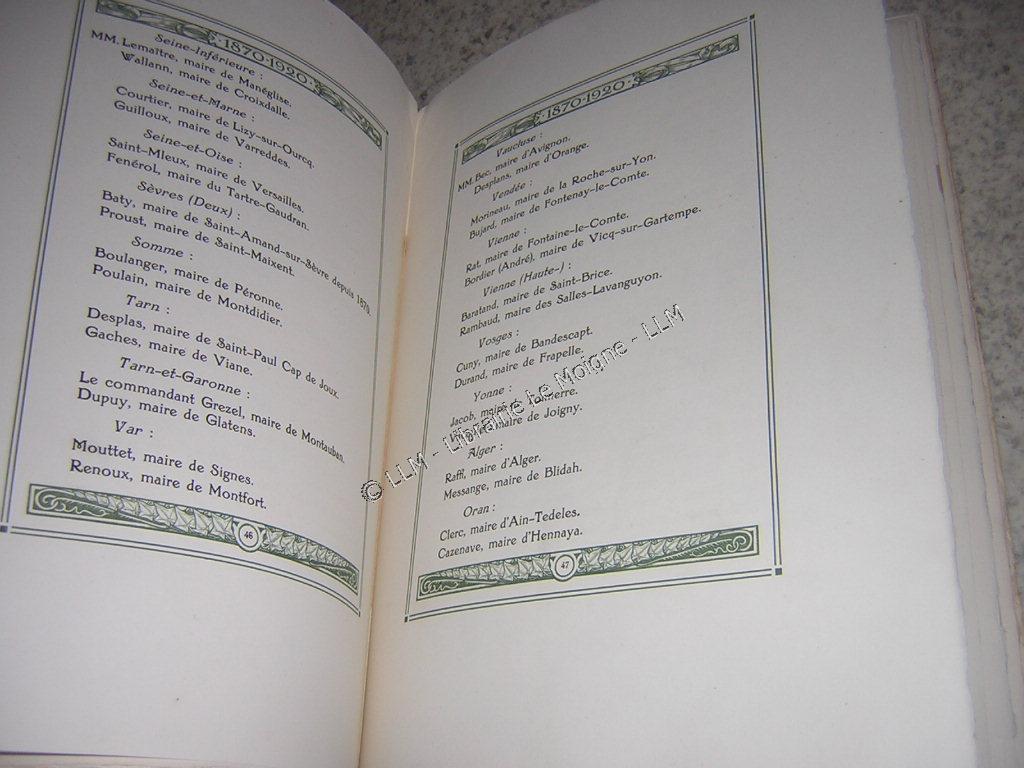 1870-1920
Seine-Inférieure :
MM. Lemaître, maire de Manéglise.
Wallann, maire de Croixdalle.
Seine-et-Marne :
Courtier, maire de Lizy-sur-Ourcq.
Guilloux, maire de Varreddes.
Seine-et-Oise :
Saint-Mleux, maire de Versailles.
Fenérol, maire du Tartre-Gaudran.
Sèvres (Deux) :
Baty, maire de Saint-Amand-sur-Sèvre depuis 1870.
Proust, maire de Saint-Maixent.
Somme :
Boulanger, maire de Péronne.
Poulain, maire de Montdidier.
Tarn :
Desplas, maire de Saint-Paul Cap de Joux.
Gaches, maire de Viane.
Tarn-et-Garonne :
Le commandant Grezel, maire de Montauban.
Dupuy, maire de Glatens.
Var :
Mouttet, maire de Signes.
Renoux, maire de Montfort.
46
1870-1920
Vaucluse :
MM. Bec, maire d'Avignon.
Desplans, maire d'Orange.
Vendée :
Morineau, maire de la Roche-sur-Yon.
Bujard, maire de Fontenay-le-Comte.
Vienne :
Rat, maire de Fontaine-le-Comte.
Bordier (André), maire de Vicq-sur-Gartempe.
Vienne (Haute-) :
Baratand, maire de Saint-Brice.
Rambaud, maire des Salles-Lavanguyon.
Vosges :
Cuny, maire de Bandescapt.
Durand, maire de Frapelle.
Yonne :
Jacob, maire de
maire de Joigny.
Alger :
Raffi, maire d'Alger.
Messange, maire de Blidah.
Oran :
Clerc, maire d'Ain-Tedeles.
Cazenave, maire d'Hennaya.
47
© LLM - Librairie Le Moigne - LLM